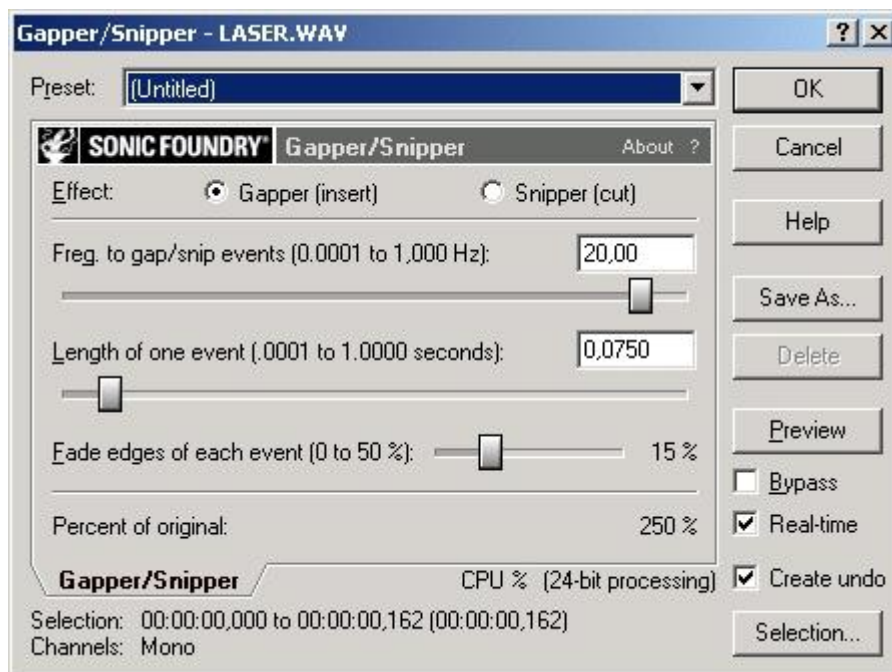 Gapper/Snipper - LASER.WAV
Preset: (Untitled)
OK
SONIC FOUNDRY® Gapper/Snipper About ?
Cancel
Effect: Gapper (insert) Snipper (cut)
Help
Freq. to gap/snip events (0.0001 to 1,000 Hz): 20,00
Save As...
Length of one event (.0001 to 1.0000 seconds): 0,0750
Delete
Preview
Fade edges of each event (0 to 50 %): 15 %
Bypass
Percent of original: 250 %
Real-time
Gapper/Snipper CPU % (24-bit processing)
Create undo
Selection: 00:00:00,000 to 00:00:00,162 (00:00:00,162)
Channels: Mono
Selection...